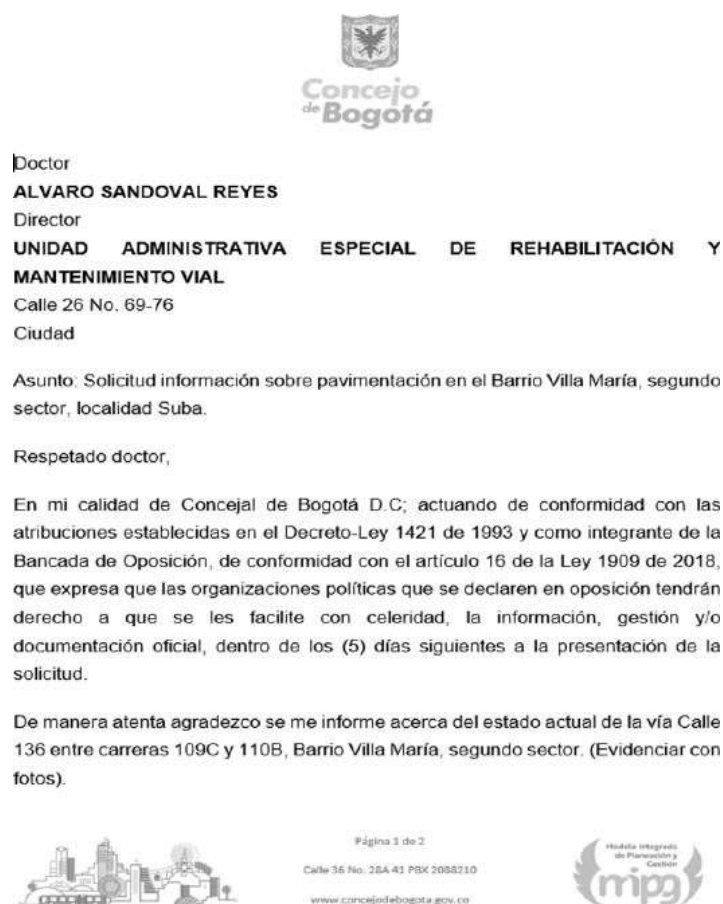 Concejo
de Bogotá
Doctor
ALVARO SANDOVAL REYES
Director
UNIDAD ADMINISTRATIVA ESPECIAL DE REHABILITACIÓN Y
MANTENIMIENTO VIAL
Calle 26 No. 69-76
Ciudad
Asunto: Solicitud información sobre pavimentación en el Barrio Villa María, segundo
sector, localidad Suba.
Respetado doctor,
En mi calidad de Concejal de Bogotá D.C; actuando de conformidad con las
atribuciones establecidas en el Decreto-Ley 1421 de 1993 y como integrante de la
Bancada de Oposición, de conformidad con el artículo 16 de la Ley 1909 de 2018,
que expresa que las organizaciones políticas que se declaren en oposición tendrán
derecho a que se les facilite con celeridad, la información, gestión y/o
documentación oficial, dentro de los (5) días siguientes a la presentación de la
solicitud.
De manera atenta agradezco se me informe acerca del estado actual de la vía Calle
136 entre carreras 109C y 110B, Barrio Villa María, segundo sector. (Evidenciar con
fotos).
Página 1 de 2
Calle 36 No. 28A 41 PBX 2088210
www.concejodebogota.gov.co
Modelo Integrado
de Planeación y
Gestión
mipg